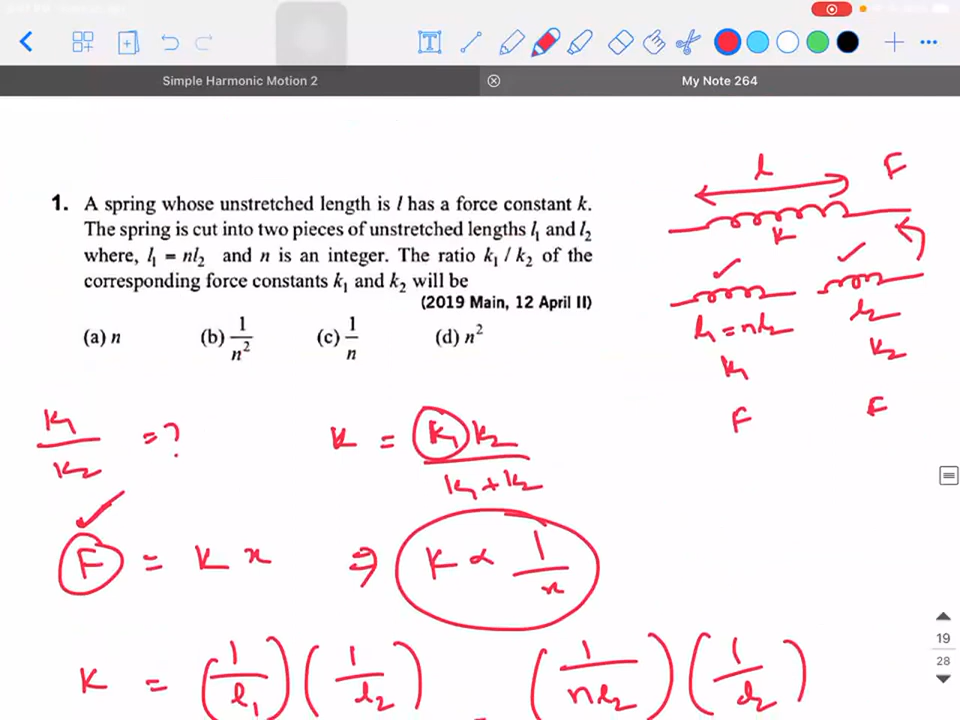 Simple Harmonic Motion 2
My Note 264
1. A spring whose unstretched length is l has a force constant k.
The spring is cut into two pieces of unstretched lengths l₁ and l₂
where, l₁ = nl₂ and n is an integer. The ratio k₁ / k₂ of the
corresponding force constants k₁ and k₂ will be
(2019 Main, 12 April II)
(a) n (b) 1/n² (c) 1/n (d) n²
l F
K
l₁ = nl₂ l₂
K₁ K₂
F F
K₁/K₂ = ? K = K₁K₂/K₁+K₂
F = K x ⇒ K ∝ 1/x
K = (1/l₁)(1/l₂) = (1/nl₂)(1/l₂)
19
28